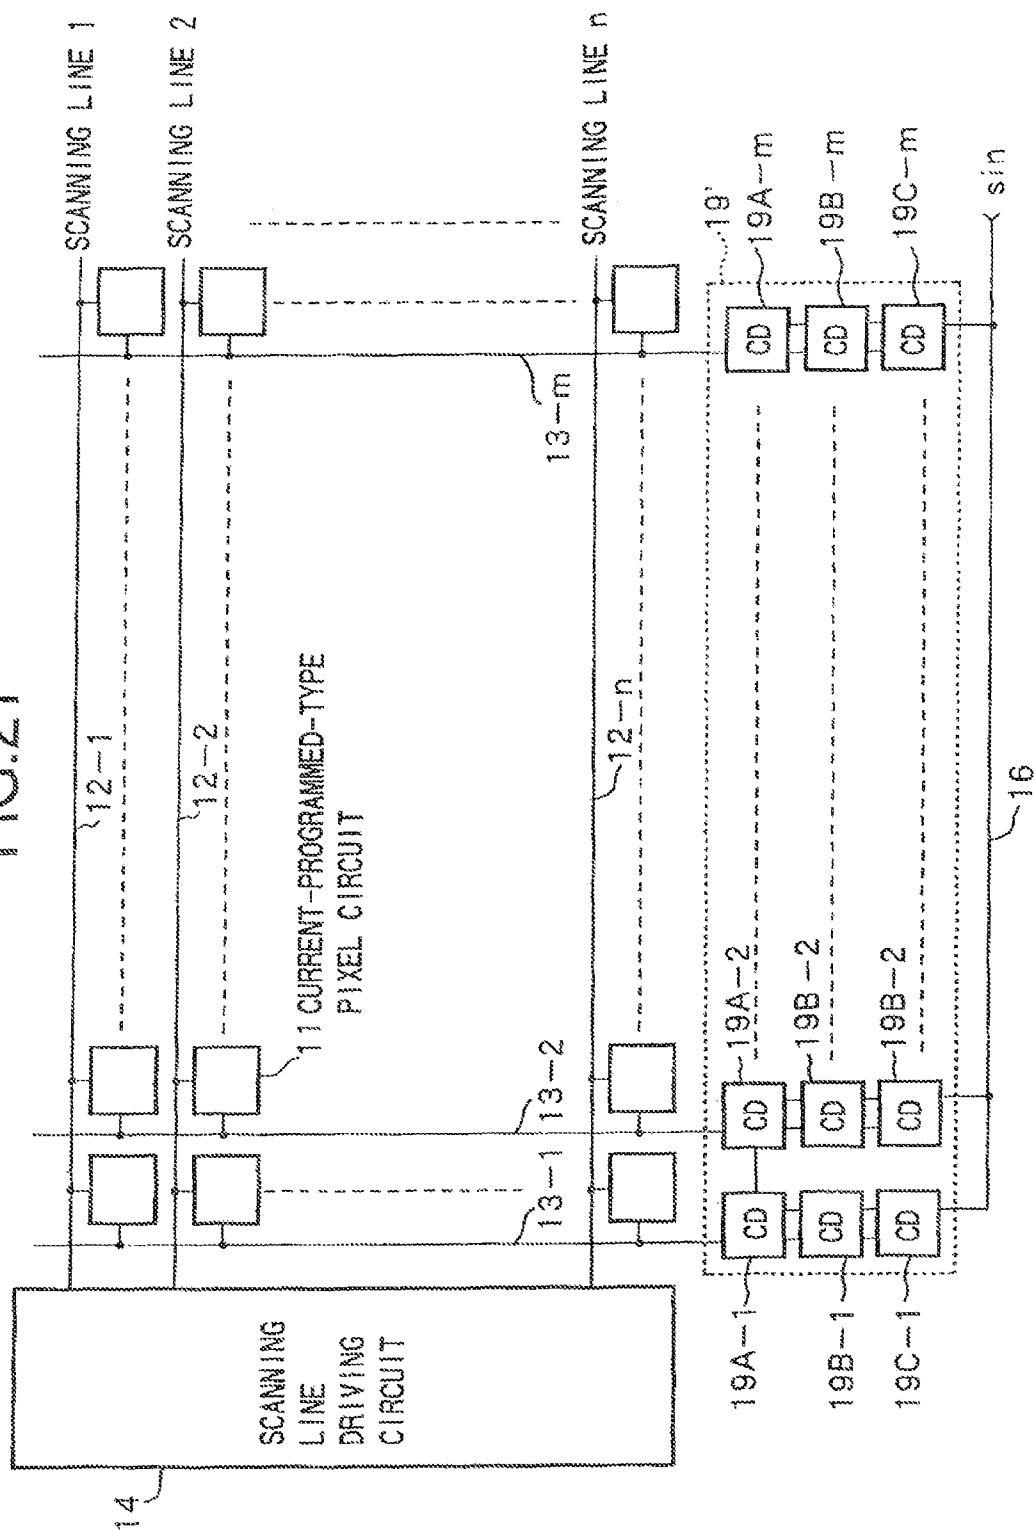 FIG.21
SCANNING LINE 1
12-1
SCANNING LINE 2
12-2
11 CURRENT-PROGRAMMED-TYPE
PIXEL CIRCUIT
14
SCANNING
LINE
DRIVING
CIRCUIT
13-1
13-2
13-m
SCANNING LINE n
12-n
19'
19A-1
CD
19A-2
CD
19A-m
CD
19B-1
CD
19B-2
CD
19B-m
CD
19C-1
CD
19B-2
CD
19C-m
CD
16
sin